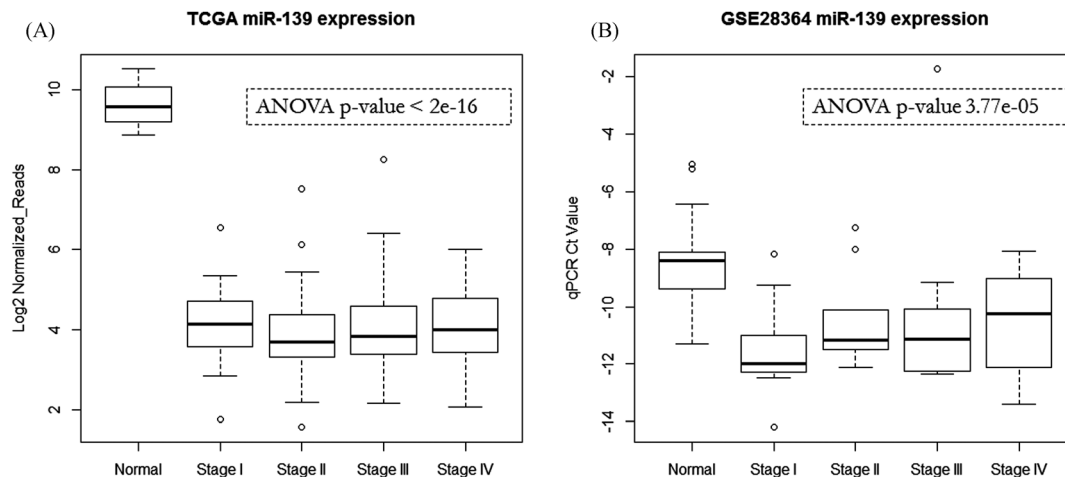 TCGA miR-139 expression
(A)
ANOVA p-value < 2e-16
Log2 Normalized_Reads
10
8
6
4
2
Normal Stage I Stage II Stage III Stage IV
GSE28364 miR-139 expression
(B)
ANOVA p-value 3.77e-05
qPCR Ct Value
-2
-4
-6
-8
-10
-12
-14
Normal Stage I Stage II Stage III Stage IV